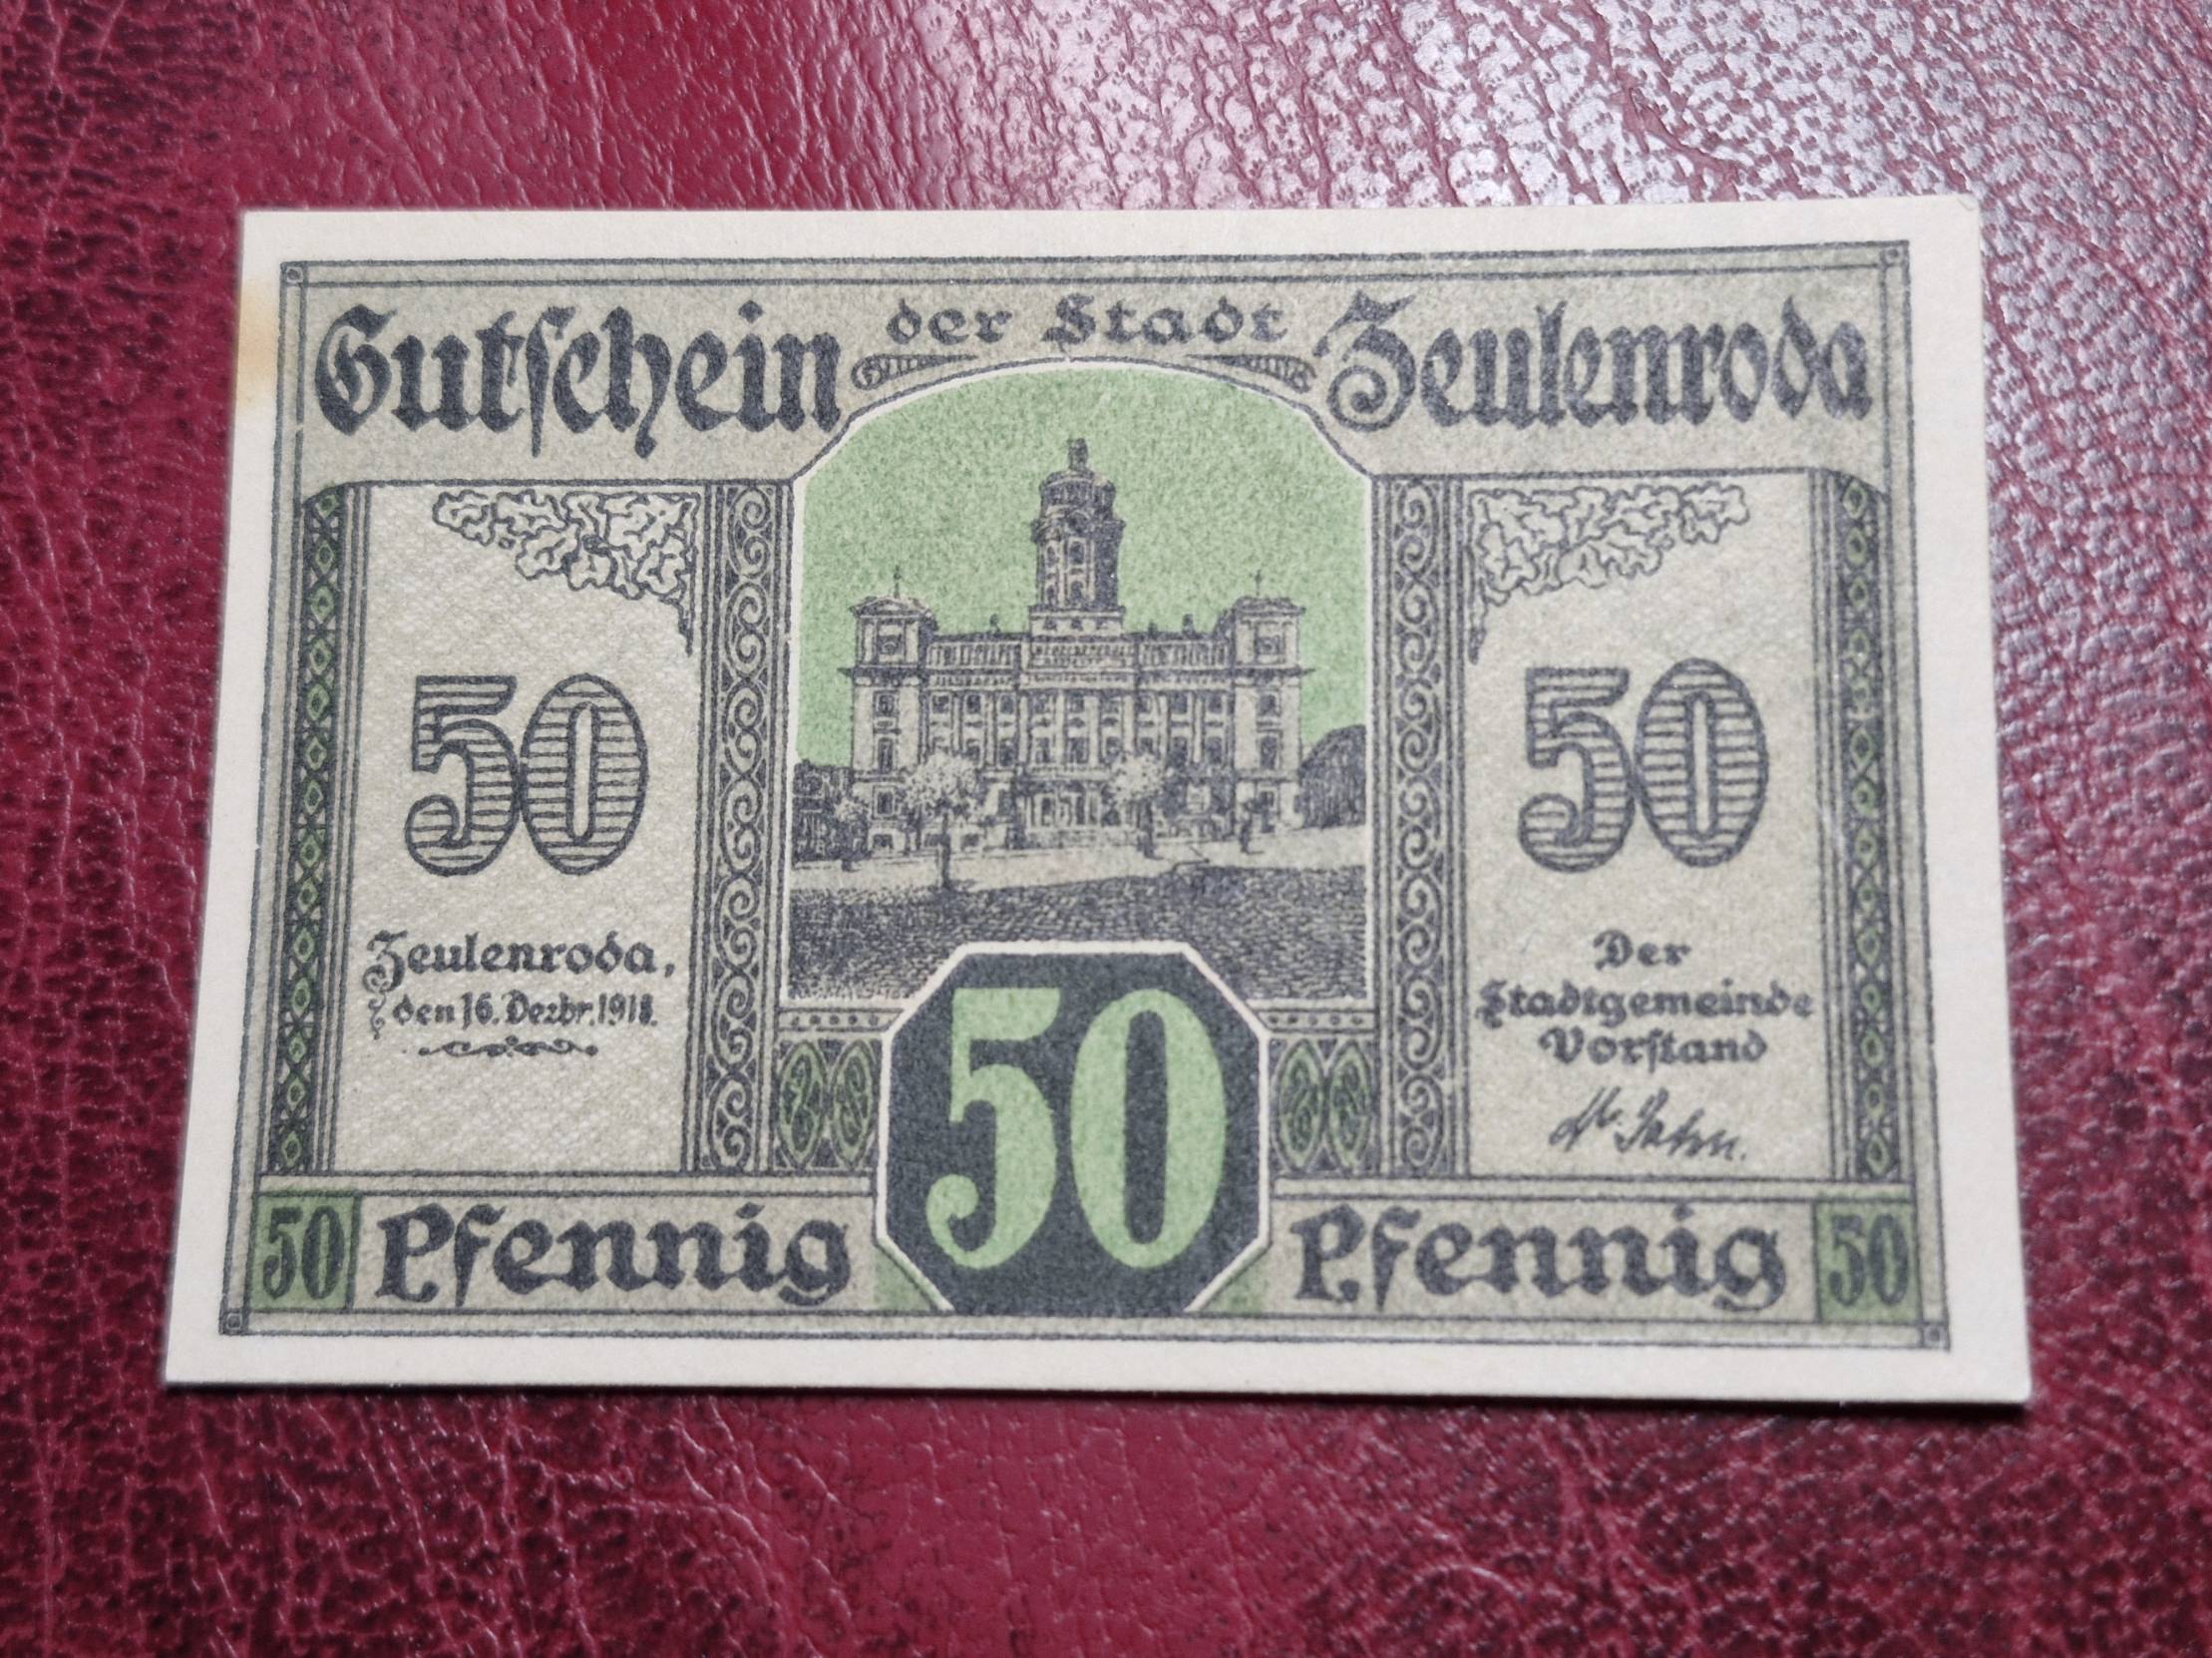 Gutschein der Stadt Zeulenroda
50
Zeulenroda,
den 16. Dezbr. 1918.
50
Der
Stadtgemeinde
Vorstand
50 Pfennig
50
Pfennig 50